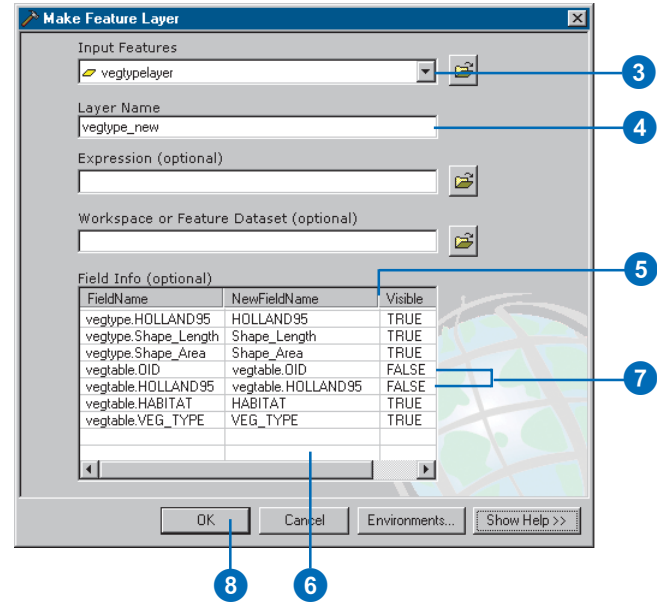 Make Feature Layer
Input Features
vegtypelayer
3
Layer Name
vegtype_new
4
Expression (optional)
Workspace or Feature Dataset (optional)
5
Field Info (optional)
FieldName NewFieldName Visible
vegtype.HOLLAND95 HOLLAND95 TRUE
vegtype.Shape_Length Shape_Length TRUE
vegtype.Shape_Area Shape_Area TRUE
vegtable.OID vegtable.OID FALSE
7
vegtable.HOLLAND95 vegtable.HOLLAND95 FALSE
vegtable.HABITAT HABITAT TRUE
vegtable.VEG_TYPE VEG_TYPE TRUE
OK Cancel Environments... Show Help >>
8 6